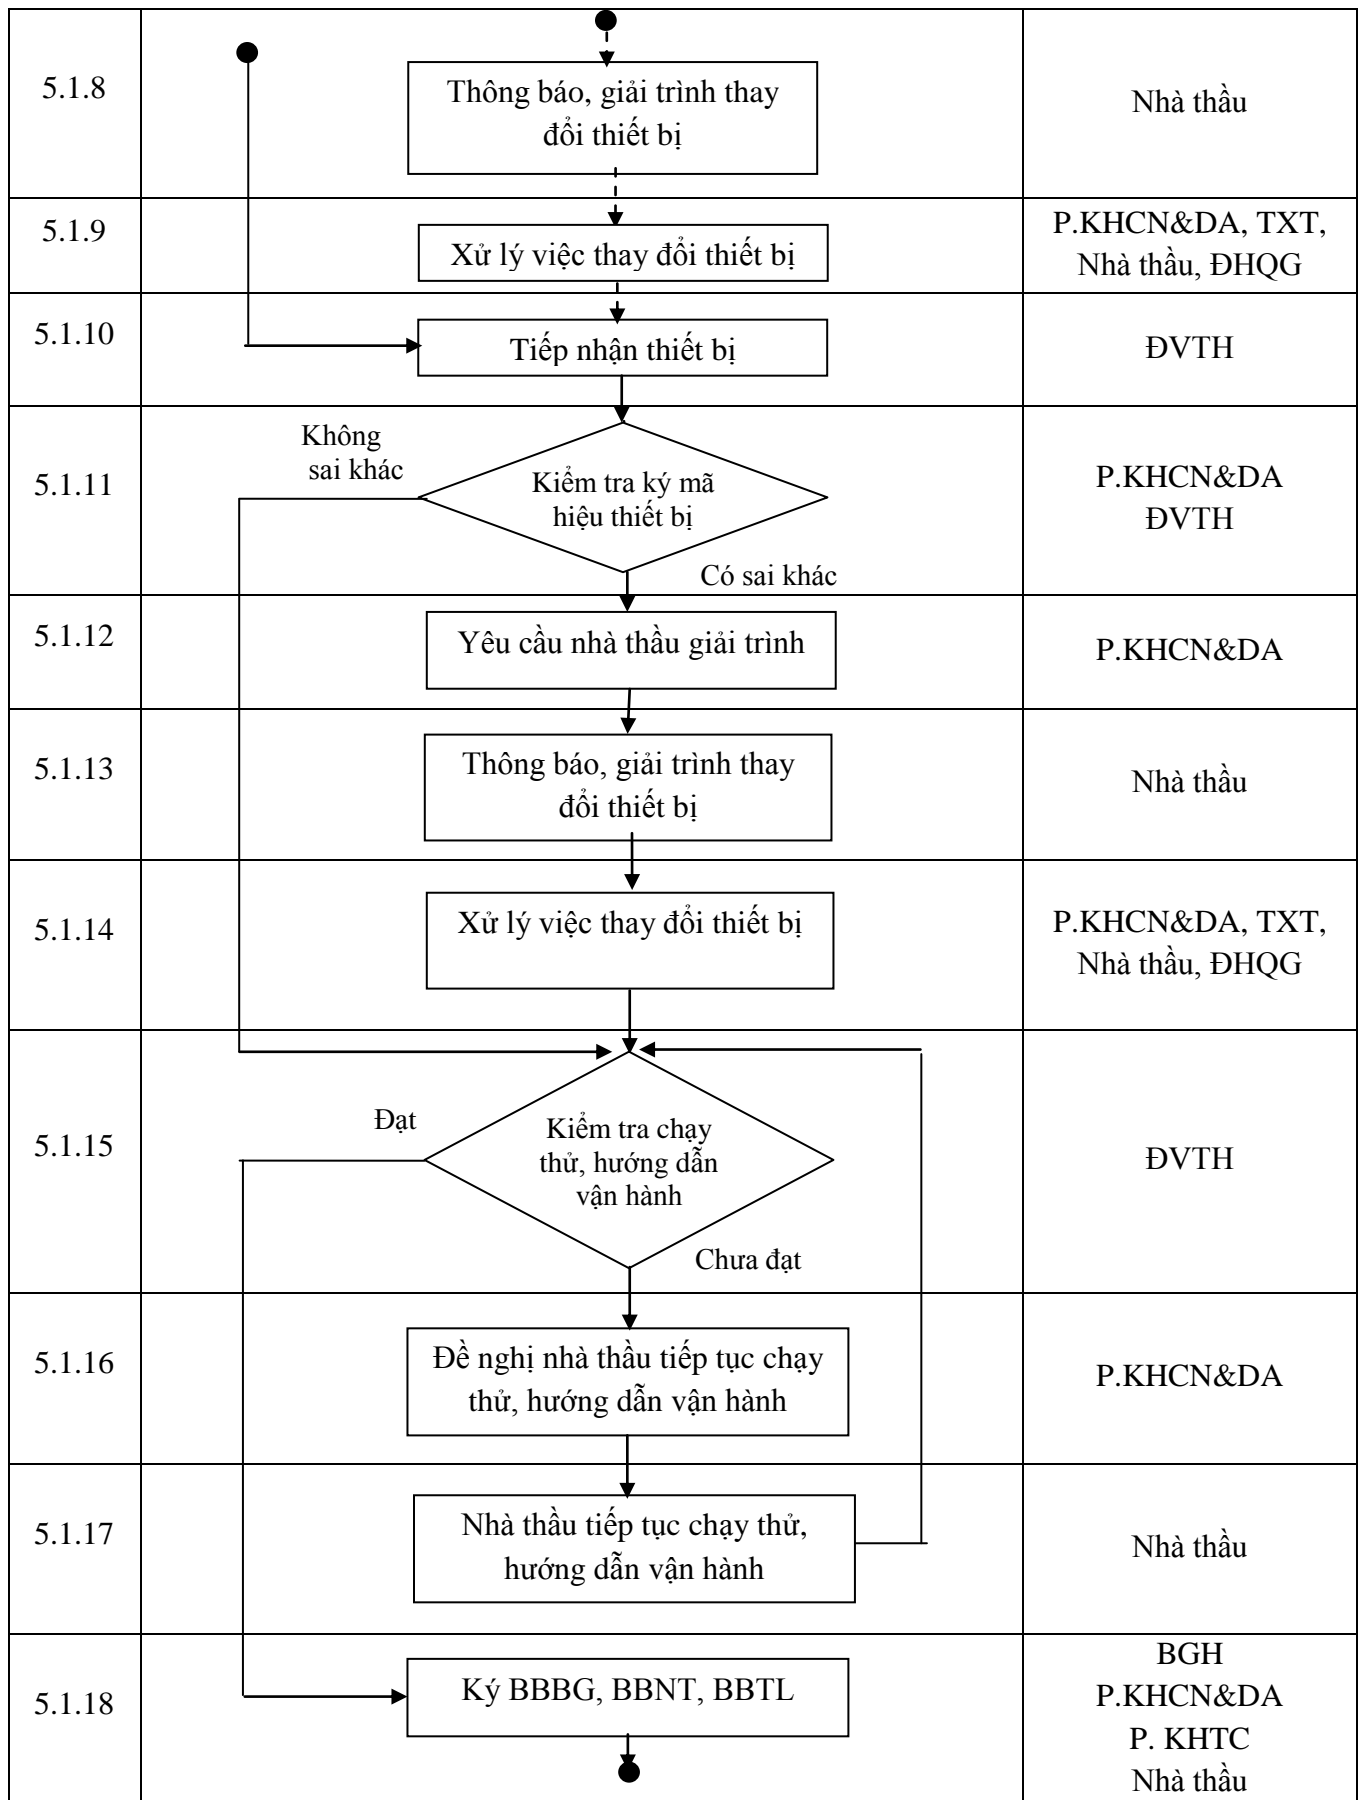 5.1.8
Thông báo, giải trình thay
đổi thiết bị
Nhà thầu
5.1.9
Xử lý việc thay đổi thiết bị
P.KHCN&DA, TXT,
Nhà thầu, ĐHQG
5.1.10
Tiếp nhận thiết bị
ĐVTH
5.1.11
Không
sai khác
Kiểm tra ký mã
hiệu thiết bị
Có sai khác
P.KHCN&DA
ĐVTH
5.1.12
Yêu cầu nhà thầu giải trình
P.KHCN&DA
5.1.13
Thông báo, giải trình thay
đổi thiết bị
Nhà thầu
5.1.14
Xử lý việc thay đổi thiết bị
P.KHCN&DA, TXT,
Nhà thầu, ĐHQG
5.1.15
Đạt
Kiểm tra chạy
thử, hướng dẫn
vận hành
Chưa đạt
ĐVTH
5.1.16
Đề nghị nhà thầu tiếp tục chạy
thử, hướng dẫn vận hành
P.KHCN&DA
5.1.17
Nhà thầu tiếp tục chạy thử,
hướng dẫn vận hành
Nhà thầu
5.1.18
Ký BBBG, BBNT, BBTL
BGH
P.KHCN&DA
P. KHTC
Nhà thầu